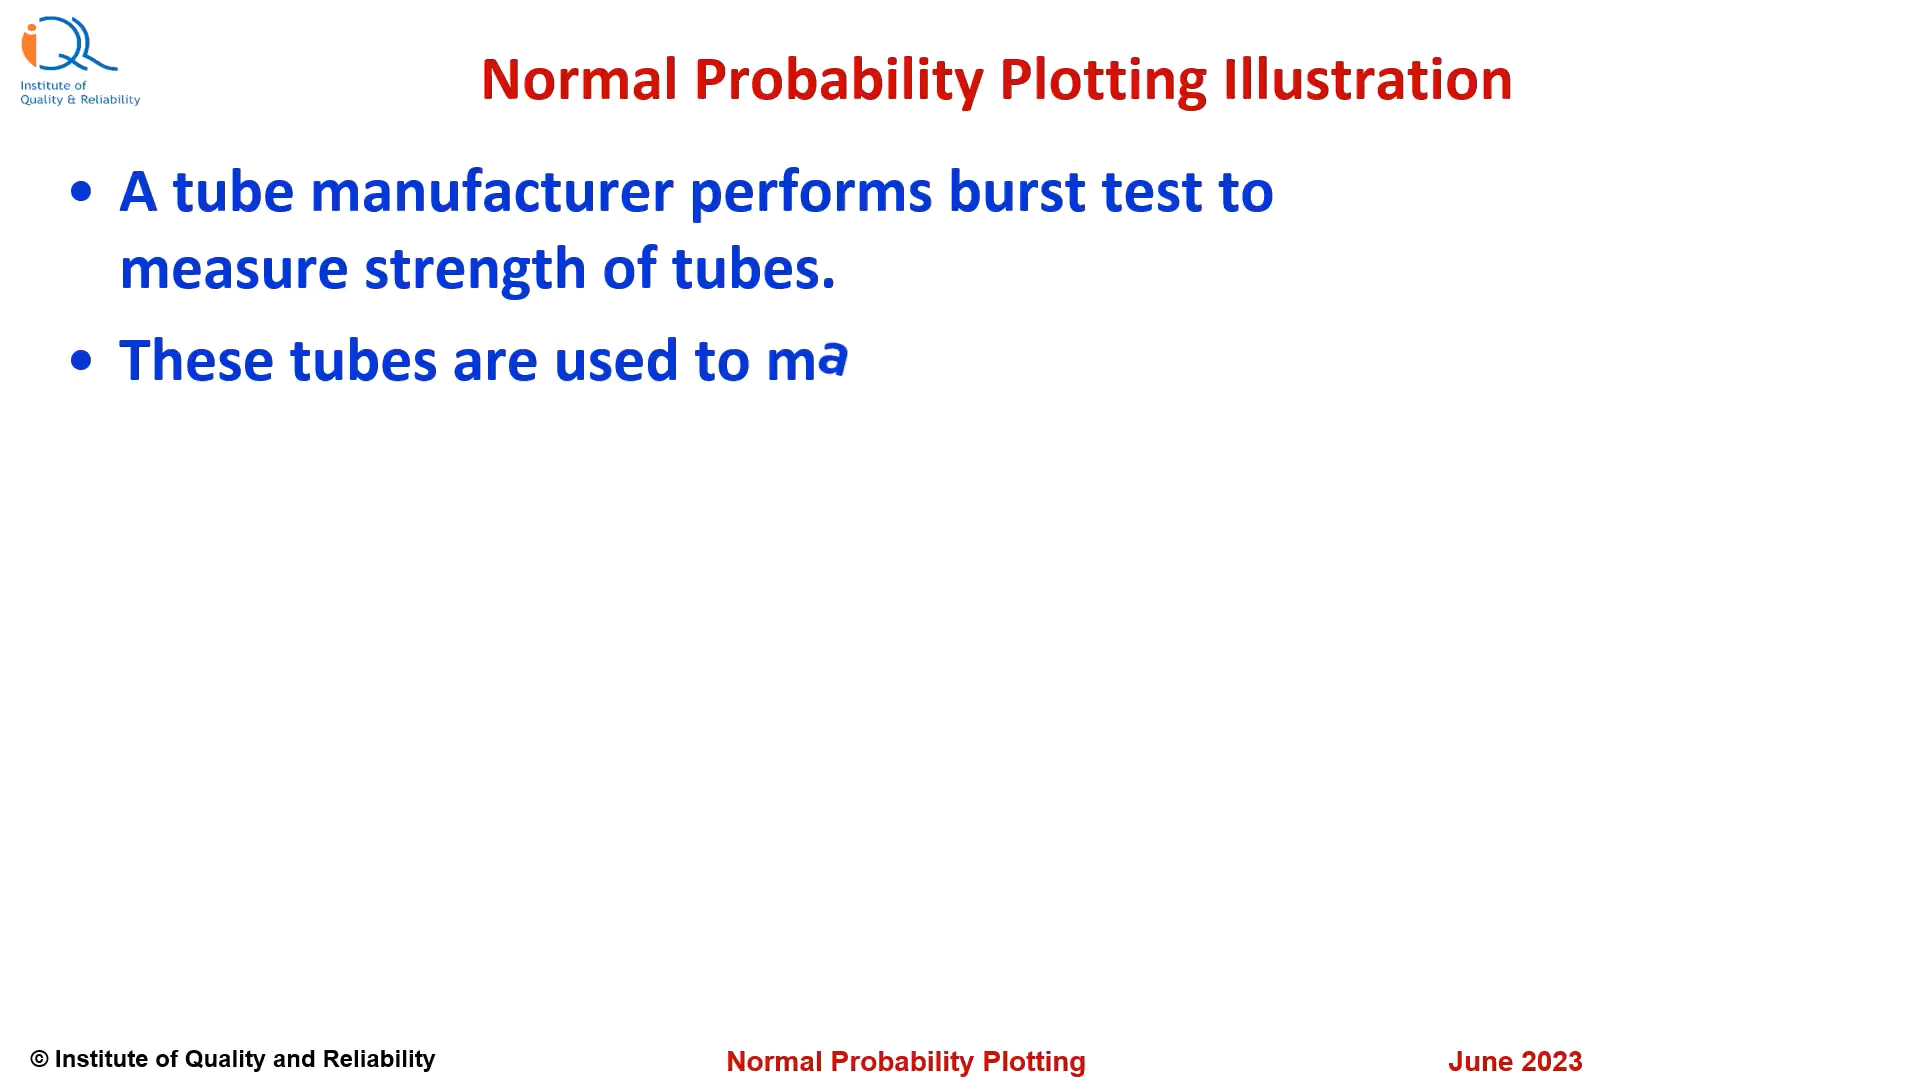 iQR
Institute of
Quality & Reliability
Normal Probability Plotting Illustration
• A tube manufacturer performs burst test to
measure strength of tubes.
• These tubes are used to ma
© Institute of Quality and Reliability
Normal Probability Plotting
June 2023